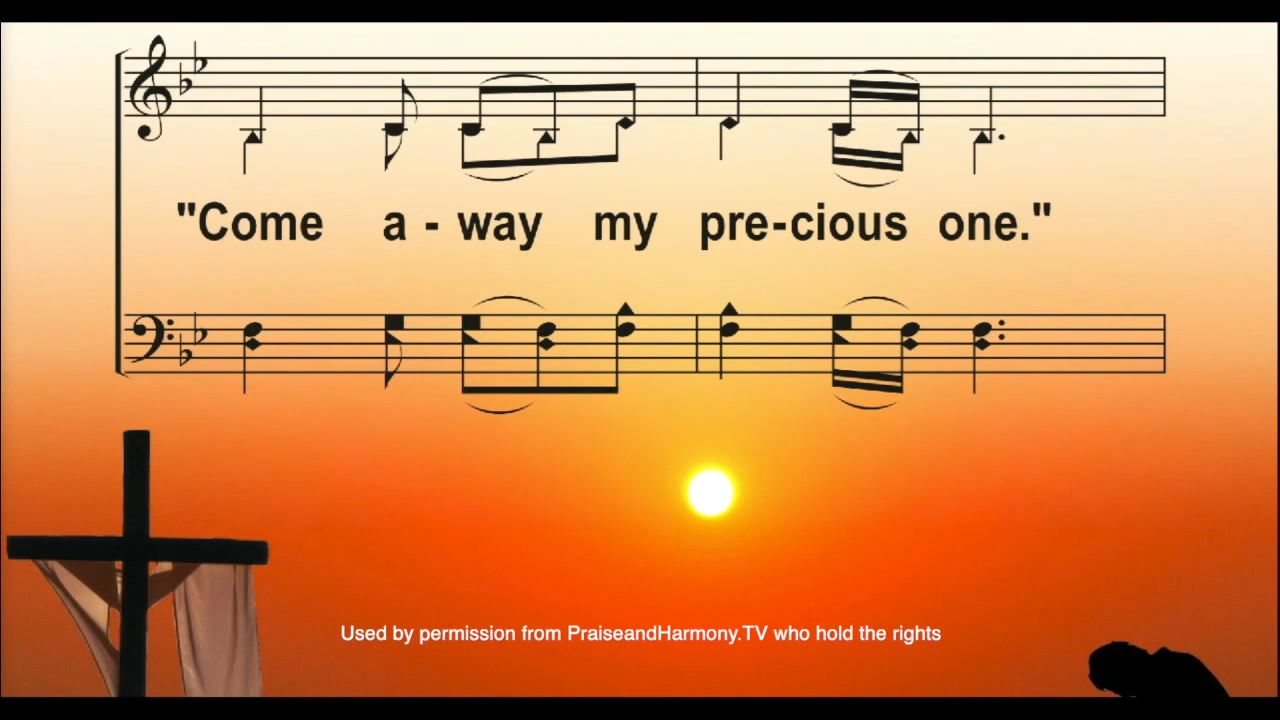 "Come a - way my pre-cious one."
Used by permission from PraiseandHarmony.TV who hold the rights